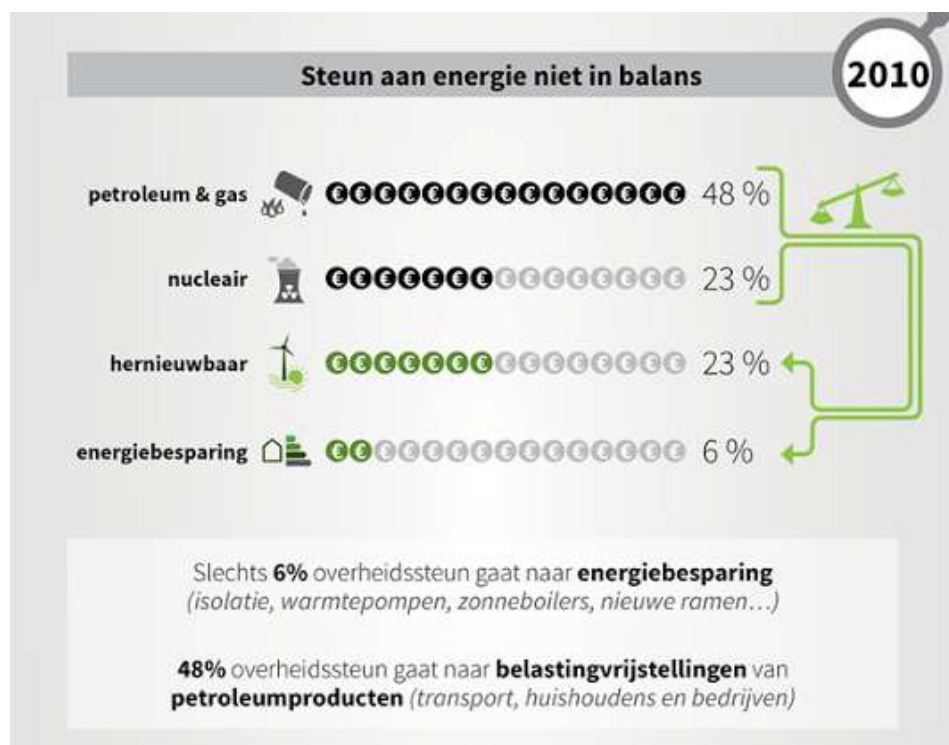 Steun aan energie niet in balans
2010
petroleum & gas 48 %
nucleair 23 %
hernieuwbaar 23 %
energiebesparing 6 %
Slechts 6% overheidssteun gaat naar energiebesparing
(isolatie, warmtepompen, zonneboilers, nieuwe ramen...)
48% overheidssteun gaat naar belastingvrijstellingen van
petroleumproducten (transport, huishoudens en bedrijven)